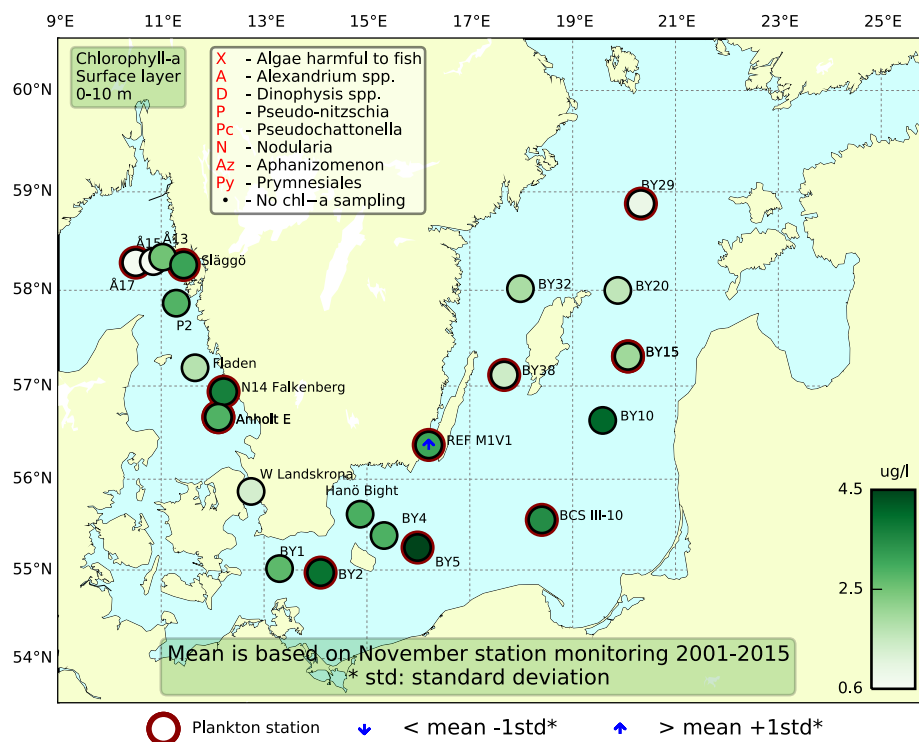 9°E 11°E 13°E 15°E 17°E 19°E 21°E 23°E 25°E
Chlorophyll-a
Surface layer
0-10 m
X - Algae harmful to fish
A - Alexandrium spp.
D - Dinophysis spp.
P - Pseudo-nitzschia
Pc - Pseudochattonella
N - Nodularia
Az - Aphanizomenon
Py - Prymnesiales
• - No chl-a sampling
60°N
59°N
58°N
57°N
56°N
55°N
54°N
BY29
Å15
Å13
Släggö
Å17
BY32
BY20
P2
BY15
Fladen
BY38
N14 Falkenberg
Anholt E
BY10
REF M1V1
W Landskrona
Hanö Bight
BCS III-10
BY4
BY1
BY5
BY2
ug/l
4.5
2.5
0.6
Mean is based on November station monitoring 2001-2015
* std: standard deviation
Plankton station < mean -1std* > mean +1std*